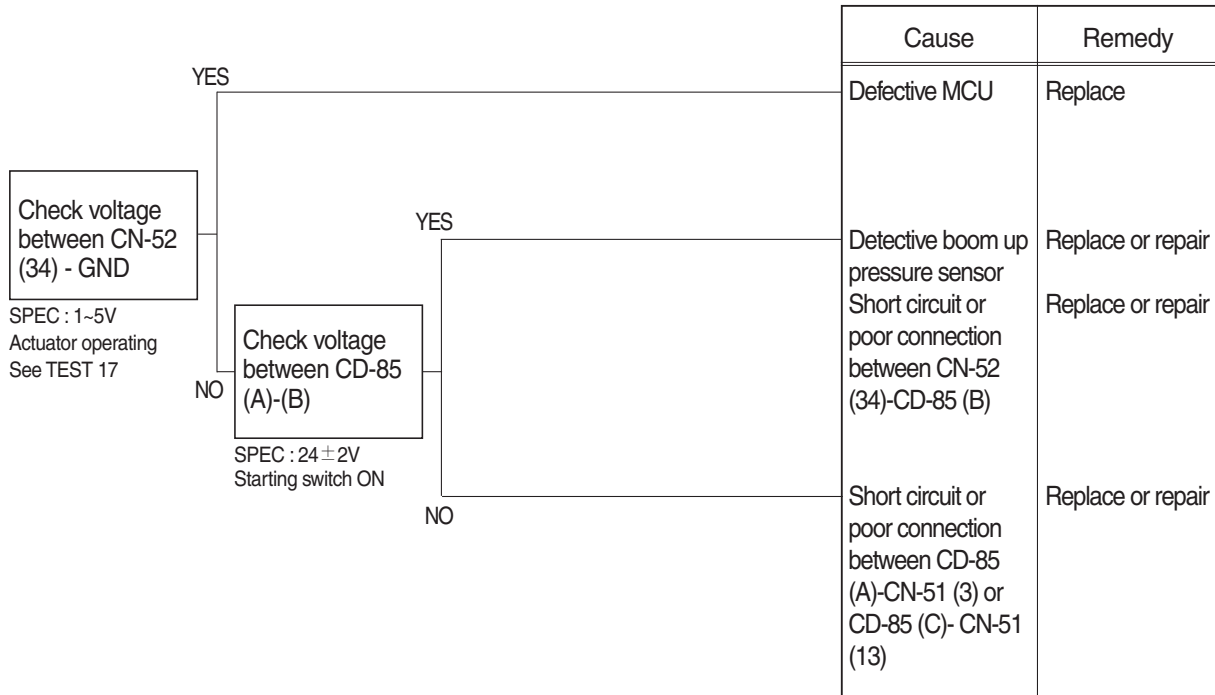 Cause Remedy
YES
Defective MCU Replace
Check voltage
between CN-52
(34) - GND
SPEC : 1~5V
Actuator operating
See TEST 17
YES
Detective boom up Replace or repair
pressure sensor
Short circuit or Replace or repair
poor connection
between CN-52
(34)-CD-85 (B)
NO
Check voltage
between CD-85
(A)-(B)
SPEC : 24±2V
Starting switch ON
NO
Short circuit or Replace or repair
poor connection
between CD-85
(A)-CN-51 (3) or
CD-85 (C)- CN-51
(13)